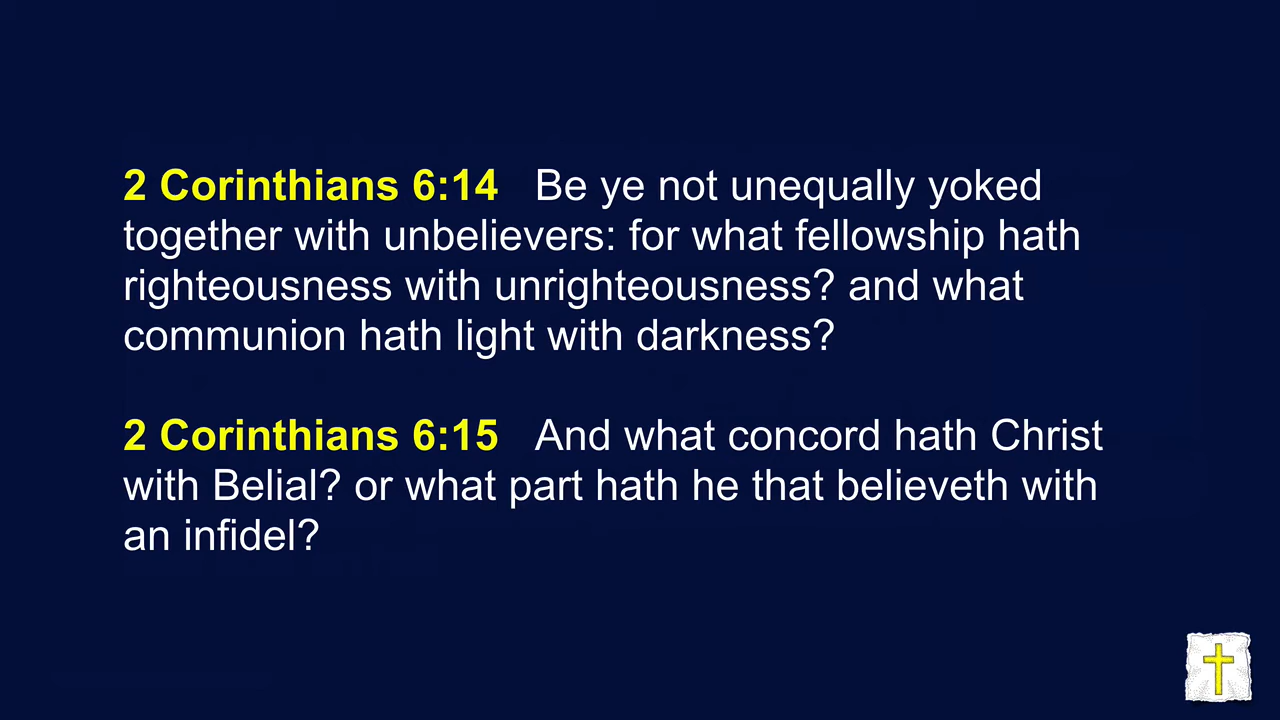 2 Corinthians 6:14 Be ye not unequally yoked
together with unbelievers: for what fellowship hath
righteousness with unrighteousness? and what
communion hath light with darkness?
2 Corinthians 6:15 And what concord hath Christ
with Belial? or what part hath he that believeth with
an infidel?